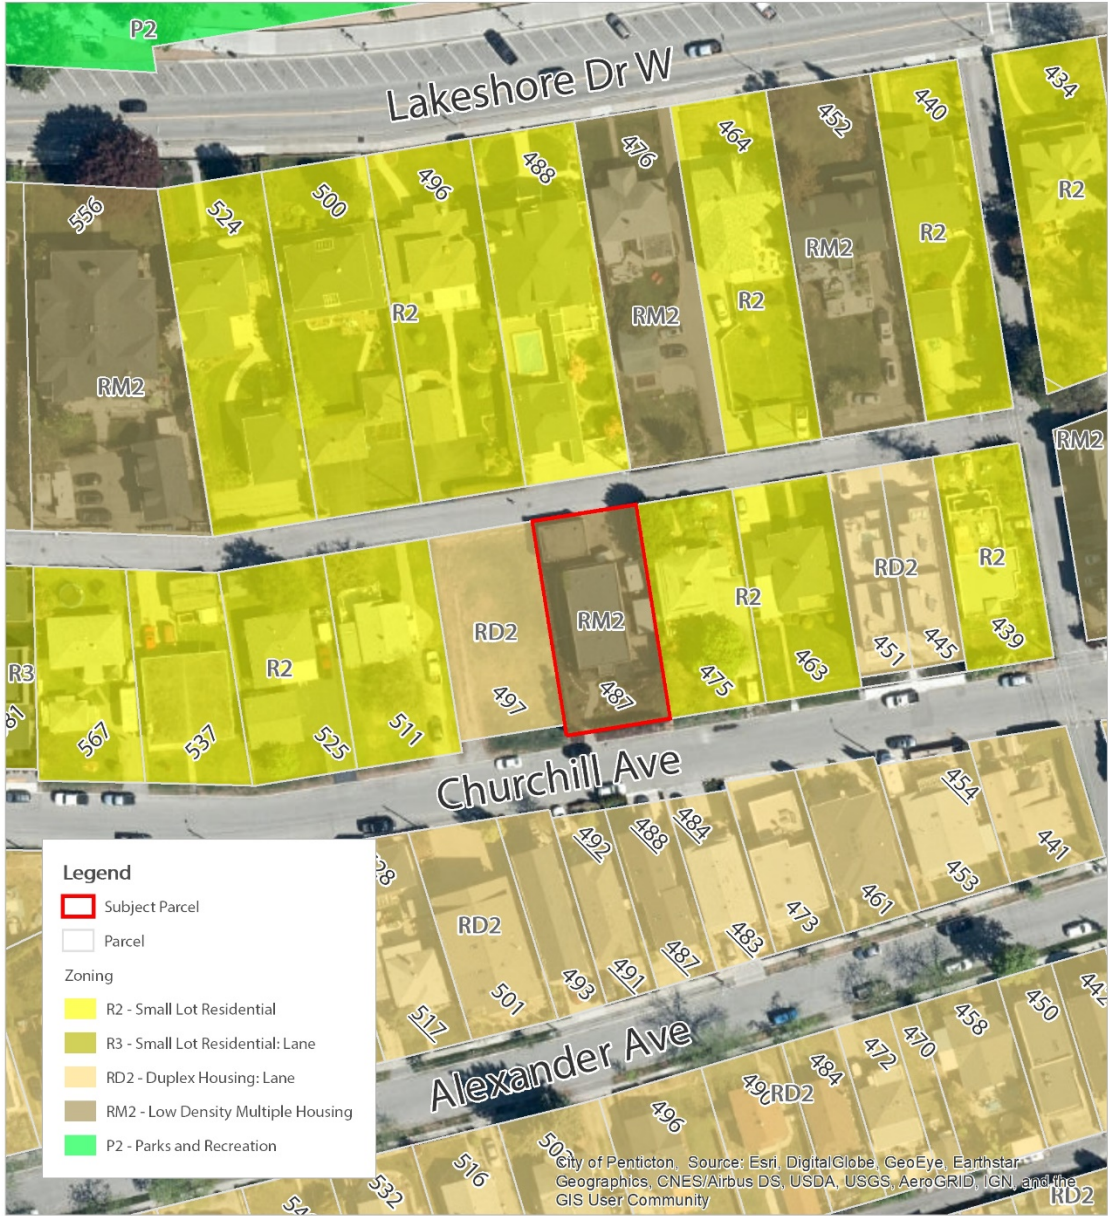 P2
Lakeshore Dr W
434
440
452
464
476
488
496
500
524
556
R2
R2
RM2
R2
RM2
R2
RM2
RM2
R3
567
537
R2
525
511
RD2
497
RM2
487
R2
475
463
RD2
451
445
R2
439
Churchill Ave
517
RD2
501
493
492
491
488
487
484
483
473
461
454
453
441
Alexander Ave
532
516
496
490
RD2
484
472
470
458
450
442
RD2
Legend
Subject Parcel
Parcel
Zoning
R2 - Small Lot Residential
R3 - Small Lot Residential: Lane
RD2 - Duplex Housing: Lane
RM2 - Low Density Multiple Housing
P2 - Parks and Recreation
City of Penticton, Source: Esri, DigitalGlobe, GeoEye, Earthstar
Geographics, CNES/Airbus DS, USDA, USGS, AeroGRID, IGN, and the
GIS User Community